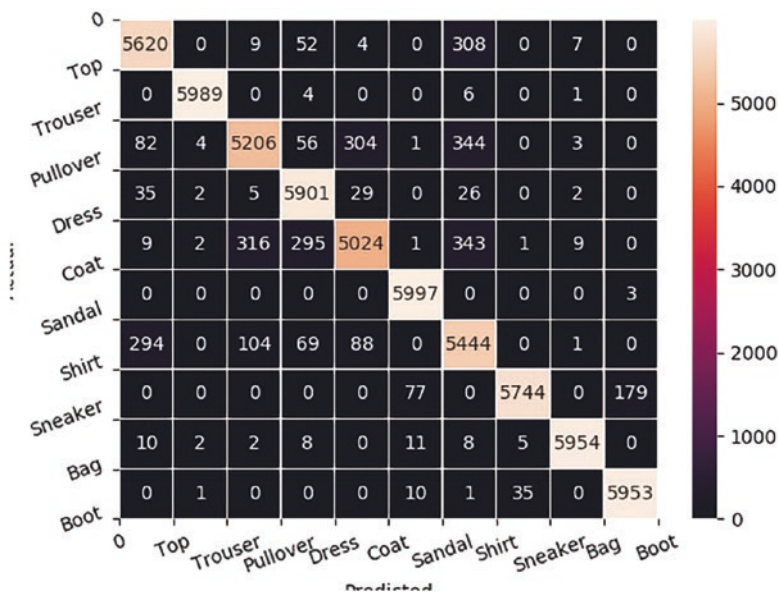 0
5620 0 9 52 4 0 308 0 7 0
Top
0 5989 0 4 0 0 6 0 1 0
5000
Trouser
82 4 5206 56 304 1 344 0 3 0
Pullover
4000
35 2 5 5901 29 0 26 0 2 0
Dress
9 2 316 295 5024 1 343 1 9 0
Coat
3000
0 0 0 0 0 5997 0 0 0 3
Sandal
294 0 104 69 88 0 5444 0 1 0
2000
Shirt
0 0 0 0 0 77 0 5744 0 179
Sneaker
1000
10 2 2 8 0 11 8 5 5954 0
Bag
0 1 0 0 0 10 1 35 0 5953
Boot
0
0 Top Trouser Pullover Dress Coat Sandal Shirt Sneaker Bag Boot
Predicted